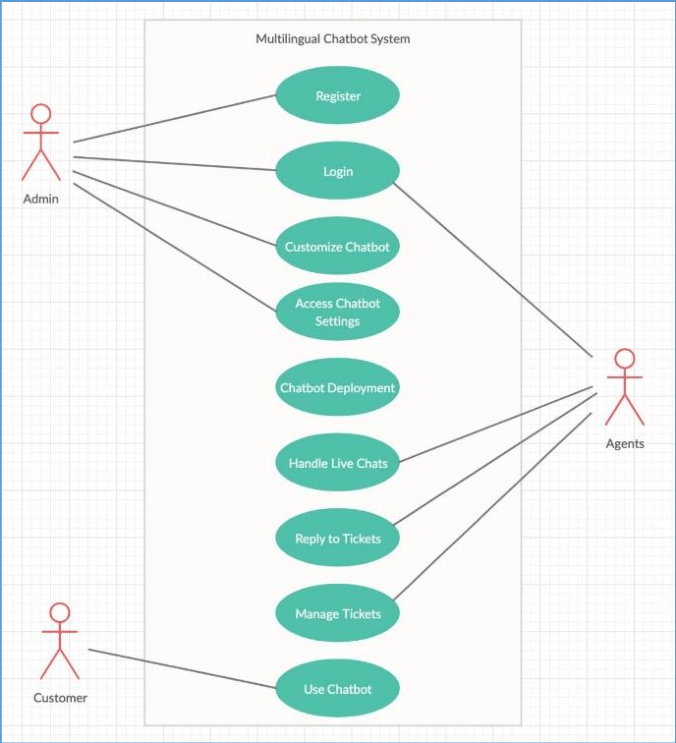 Multilingual Chatbot System
Register
Admin
Login
Customize Chatbot
Access Chatbot
Settings
Chatbot Deployment
Agents
Handle Live Chats
Reply to Tickets
Manage Tickets
Customer
Use Chatbot